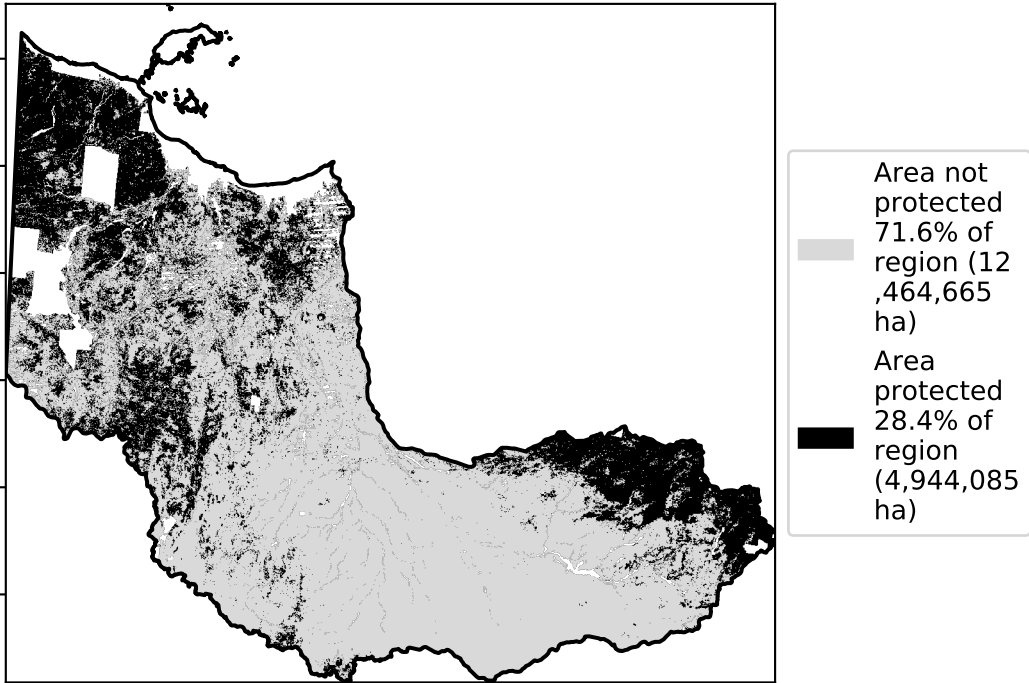 Area not
protected
71.6% of
region (12
,464,665
ha)
Area
protected
28.4% of
region
(4,944,085
ha)